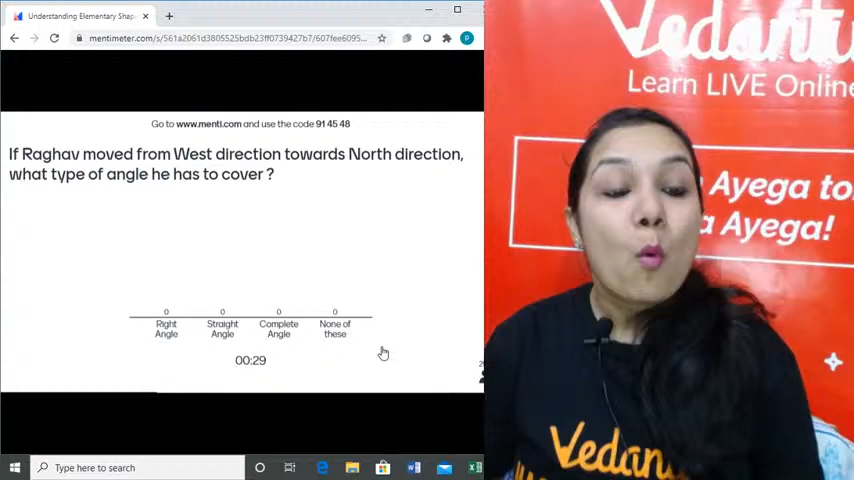 Understanding Elementary Shap
mentimeter.com/s/561a2061d3805525bdb23ff0739427b7/607fee6095...
P
Go to www.menti.com and use the code 91 45 48
If Raghav moved from West direction towards North direction,
what type of angle he has to cover ?
0 0 0 0
Right Straight Complete None of
Angle Angle Angle these
00:29
Type here to search
Vedantu
Learn LIVE Online
Ayega to
a Ayega!
Vedantu